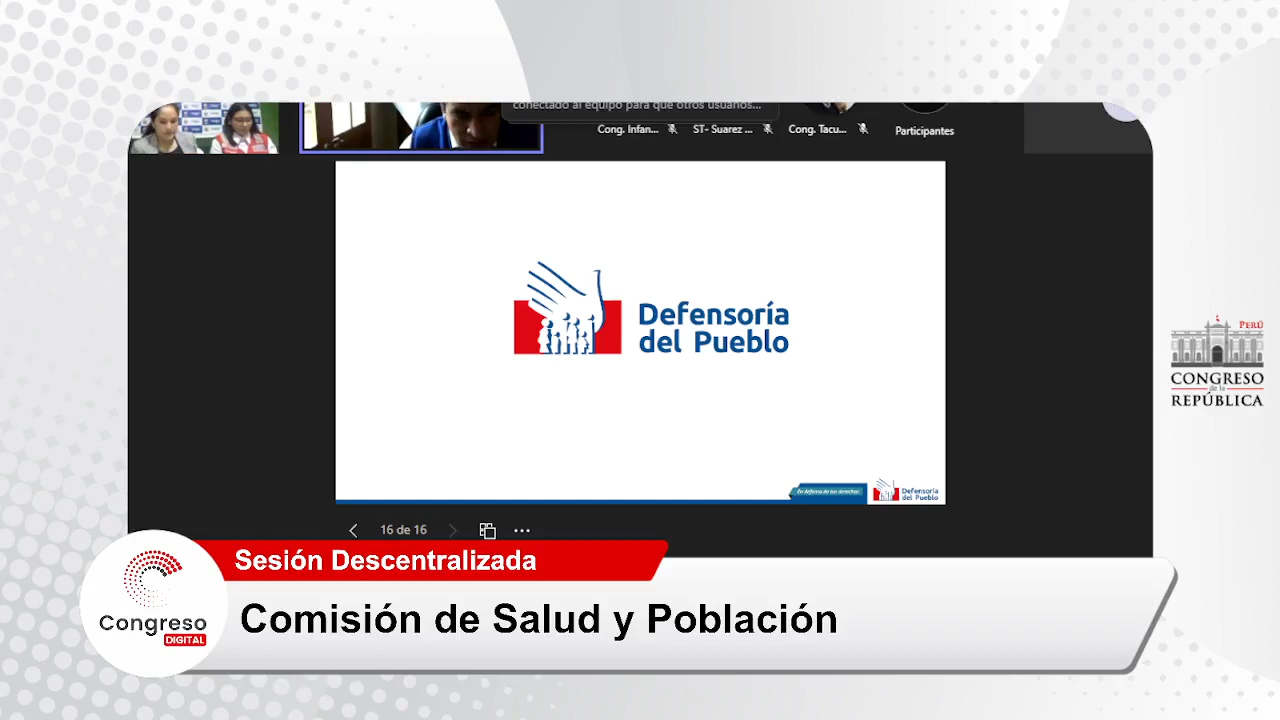 conectado al equipo para que otros usuarios...
Cong. Infan...
ST- Suarez ...
Cong. Tacu...
Participantes
Defensoría
del Pueblo
En defensa de tus derechos
Defensoría
del Pueblo
16 de 16
PERÚ
CONGRESO
de la
REPÚBLICA
Sesión Descentralizada
Congreso
DIGITAL
Comisión de Salud y Población